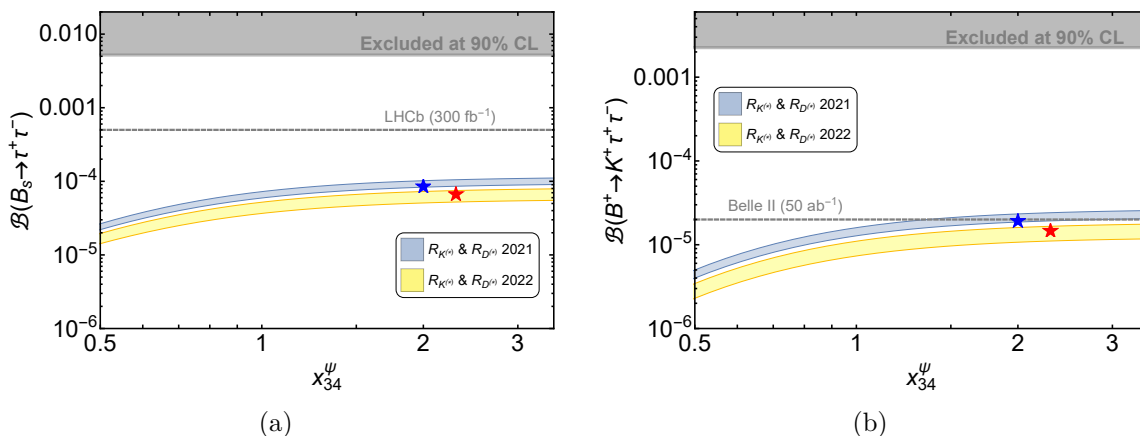 0.010
0.001
10⁻⁴
10⁻⁵
10⁻⁶
ℬ(Bₛ→τ⁺τ⁻)
Excluded at 90% CL
LHCb (300 fb⁻¹)
R_K⁽*⁾ & R_D⁽*⁾ 2021
R_K⁽*⁾ & R_D⁽*⁾ 2022
0.5
1
2
3
x₃₄^ψ
(a)
0.001
10⁻⁴
10⁻⁵
10⁻⁶
ℬ(B⁺→K⁺τ⁺τ⁻)
Excluded at 90% CL
R_K⁽*⁾ & R_D⁽*⁾ 2021
R_K⁽*⁾ & R_D⁽*⁾ 2022
Belle II (50 ab⁻¹)
0.5
1
2
3
x₃₄^ψ
(b)